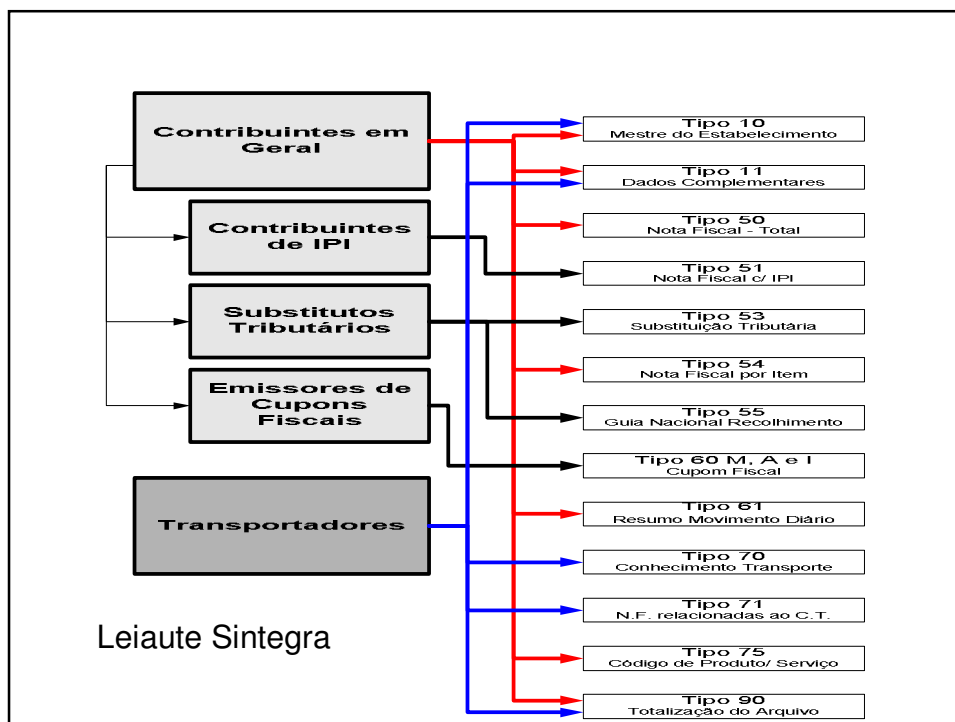 Contribuintes em
Geral
Contribuintes
de IPI
Substitutos
Tributários
Emissores de
Cupons
Fiscais
Transportadores
Leiaute Sintegra
Tipo 10
Mestre do Estabelecimento
Tipo 11
Dados Complementares
Tipo 50
Nota Fiscal - Total
Tipo 51
Nota Fiscal c/ IPI
Tipo 53
Substituição Tributária
Tipo 54
Nota Fiscal por Item
Tipo 55
Guia Nacional Recolhimento
Tipo 60 M, A e I
Cupom Fiscal
Tipo 61
Resumo Movimento Diário
Tipo 70
Conhecimento Transporte
Tipo 71
N.F. relacionadas ao C.T.
Tipo 75
Código de Produto/ Serviço
Tipo 90
Totalização do Arquivo